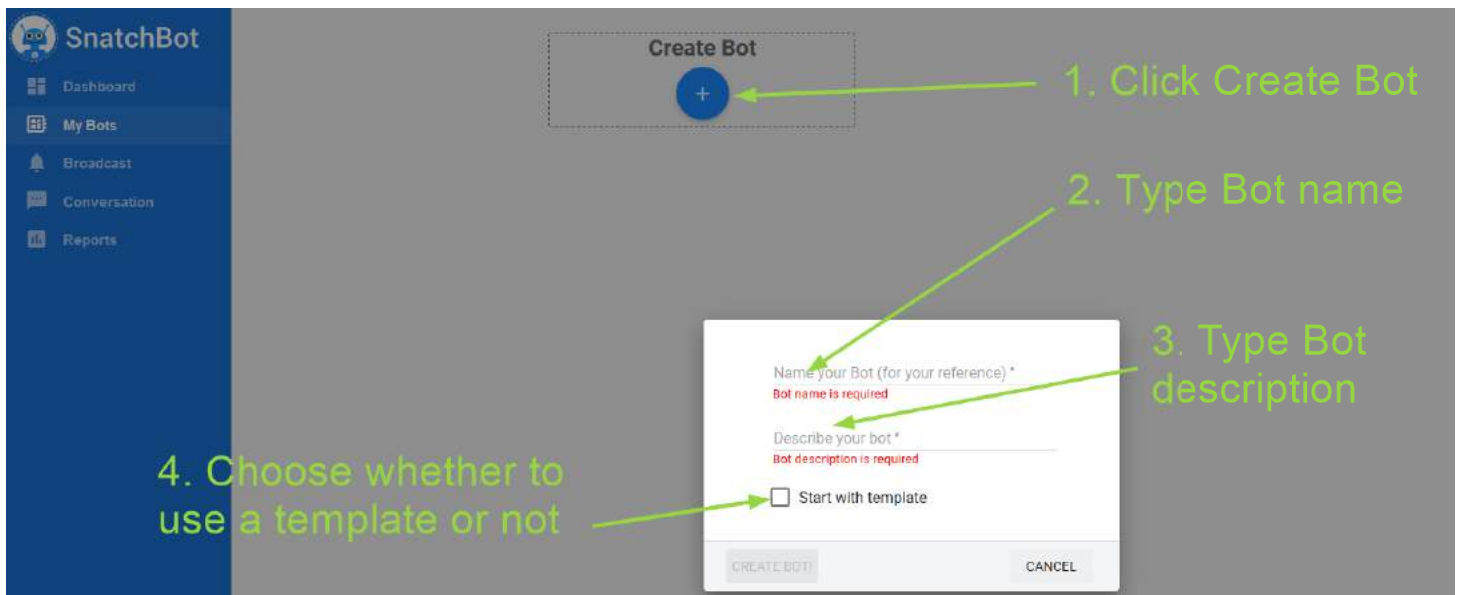 SnatchBot
Dashboard
My Bots
Broadcast
Conversation
Reports
Create Bot
+
1. Click Create Bot
2. Type Bot name
3. Type Bot
description
Name your Bot (for your reference) *
Bot name is required
Describe your bot *
Bot description is required
4. Choose whether to
use a template or not
Start with template
CREATE BOT!
CANCEL